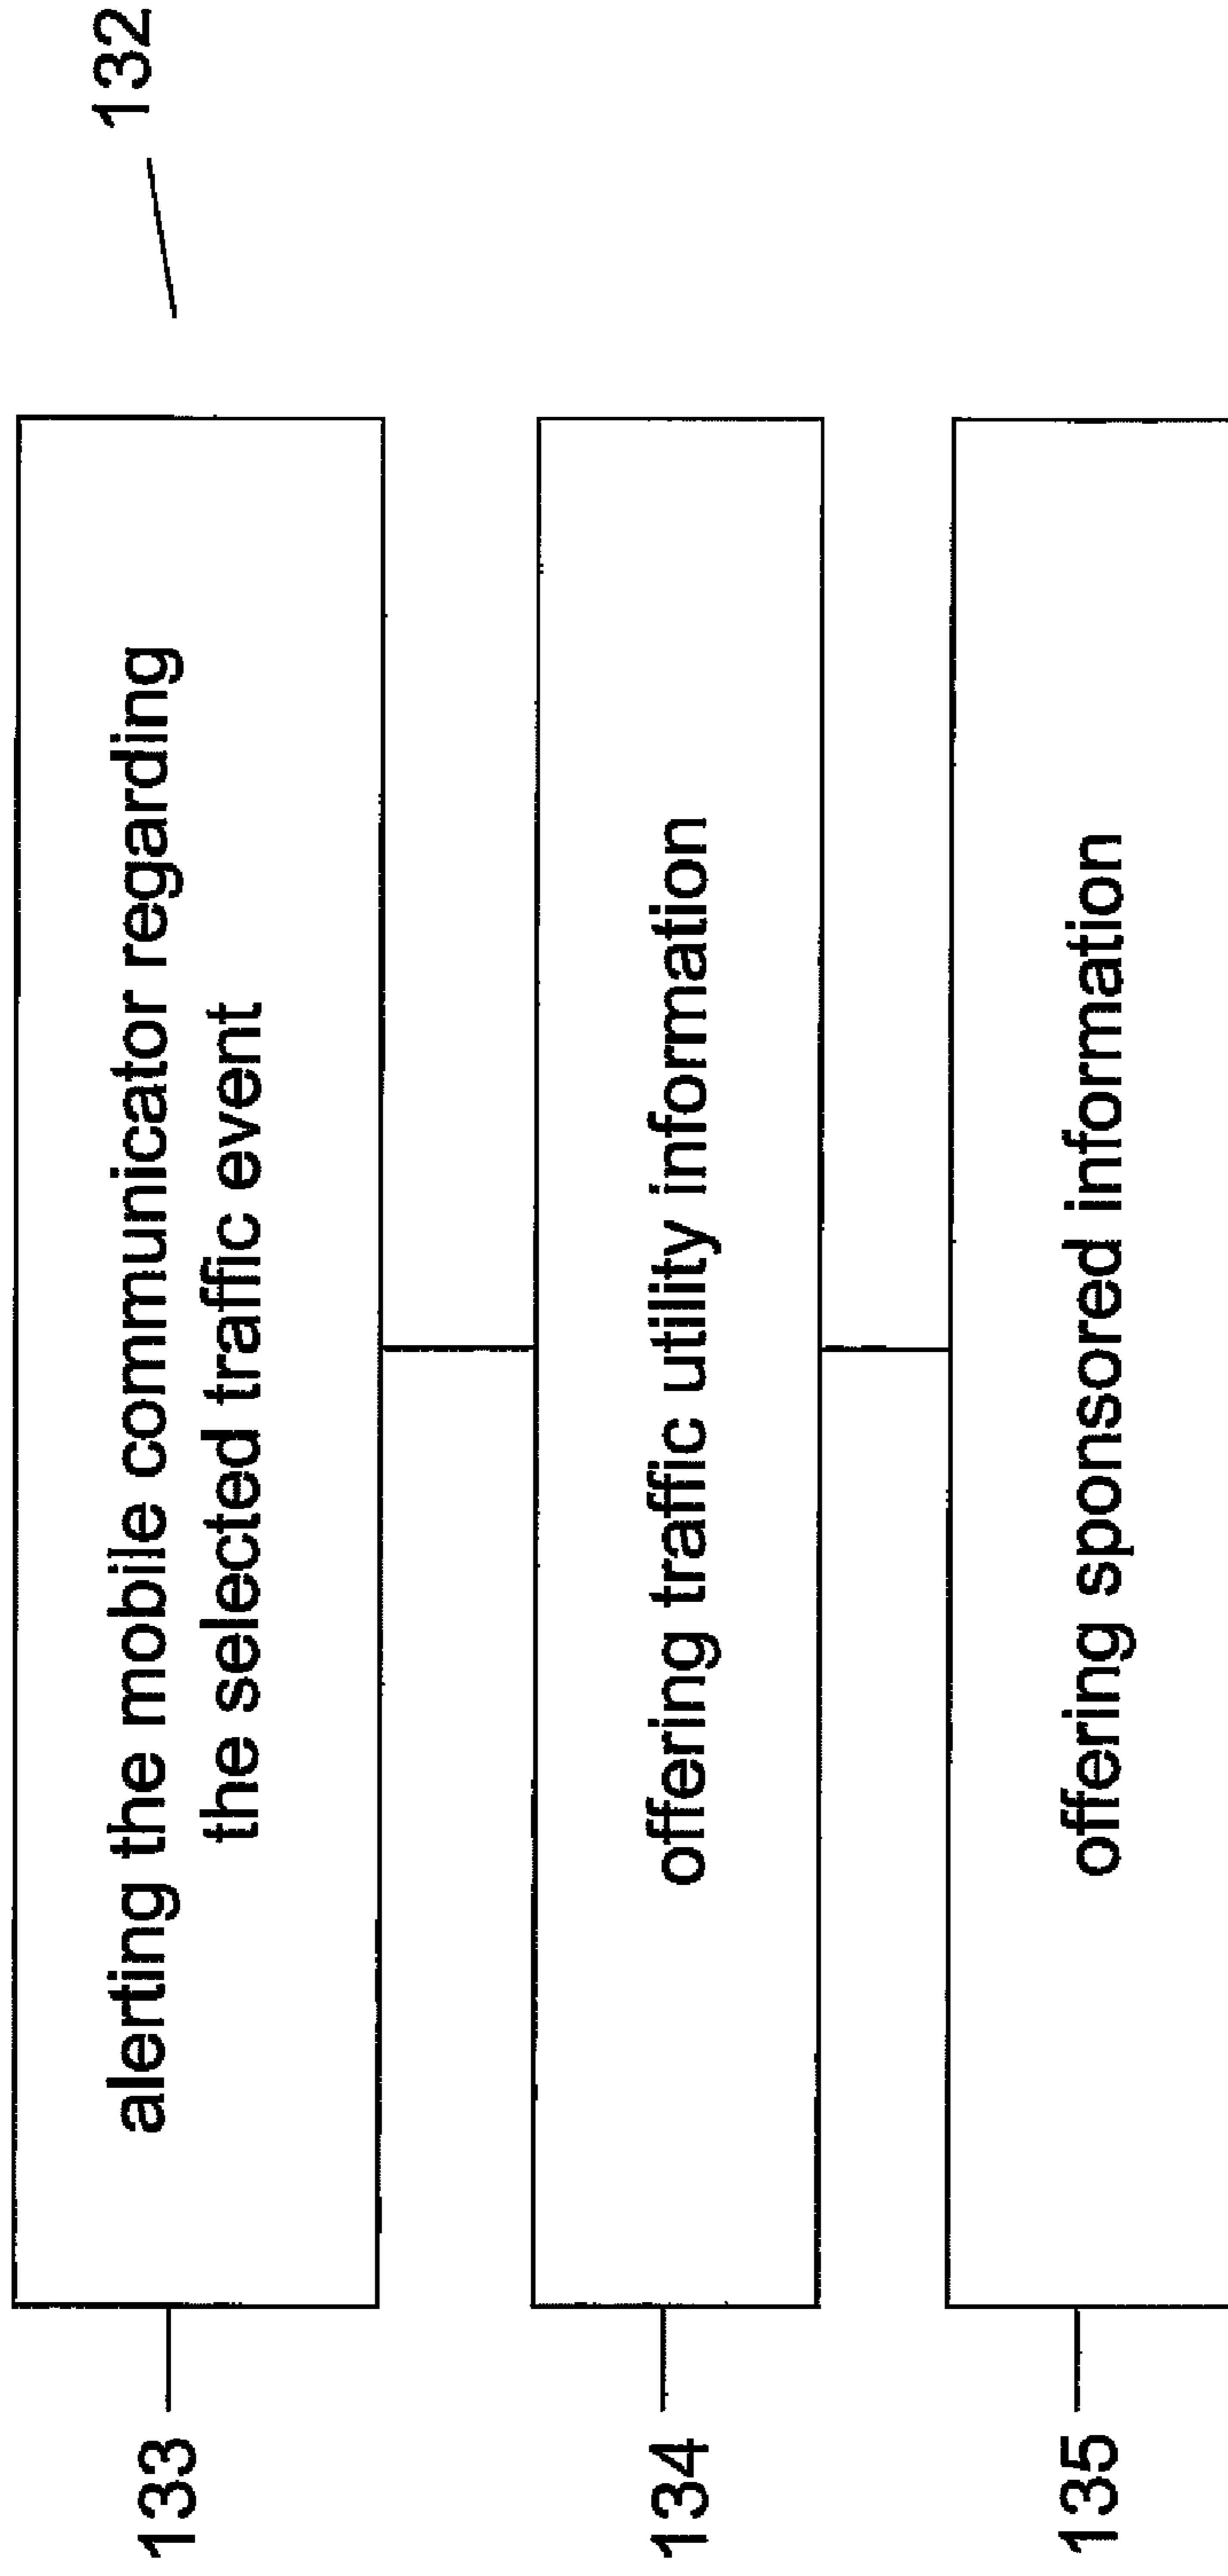 132
133
alerting the mobile communicator regarding
the selected traffic event
134
offering traffic utility information
135
offering sponsored information